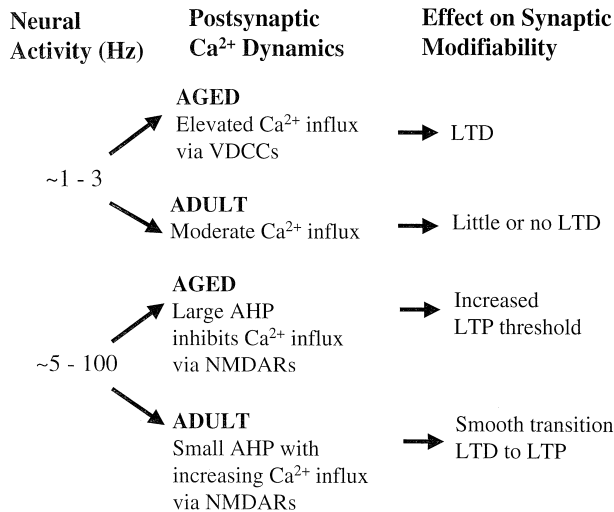 Neural
Activity (Hz)
Postsynaptic
Ca²⁺ Dynamics
Effect on Synaptic
Modifiability
~1 - 3
AGED
Elevated Ca²⁺ influx
via VDCCs
LTD
ADULT
Moderate Ca²⁺ influx
Little or no LTD
~5 - 100
AGED
Large AHP
inhibits Ca²⁺ influx
via NMDARs
Increased
LTP threshold
ADULT
Small AHP with
increasing Ca²⁺ influx
via NMDARs
Smooth transition
LTD to LTP